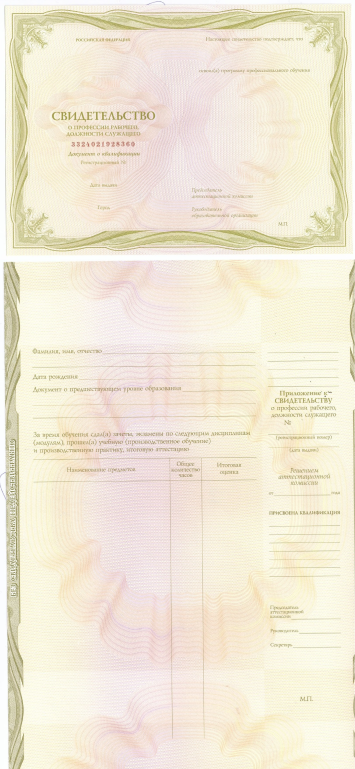 РОССИЙСКАЯ ФЕДЕРАЦИЯ
СВИДЕТЕЛЬСТВО
О ПРОФЕССИИ РАБОЧЕГО,
ДОЛЖНОСТИ СЛУЖАЩЕГО
332402192836
Документ о квалификации
Регистрационный №
Дата выдачи
Город
Настоящее свидетельство подтверждает, что
освоил(а) программу профессионального обучения
Председатель
аттестационной комиссии
Руководитель
образовательной организации
М.П.
Фамилия, имя, отчество
Дата рождения
Документ о предшествующем уровне образования
За время обучения сдал(а) зачеты, экзамены по следующим дисциплинам
(модулям), прошел(а) учебную (производственное обучение)
и производственную практику, итоговую аттестацию
Наименование предметов
Общее
количество
часов
Итоговая
оценка
Приложение к
СВИДЕТЕЛЬСТВУ
о профессии рабочего,
должности служащего
№
(регистрационный номер)
(дата выдачи)
Решением
аттестационной
комиссии
от года
ПРИСВОЕНА КВАЛИФИКАЦИЯ
Председатель
аттестационной
комиссии
Руководитель
Секретарь
М.П.